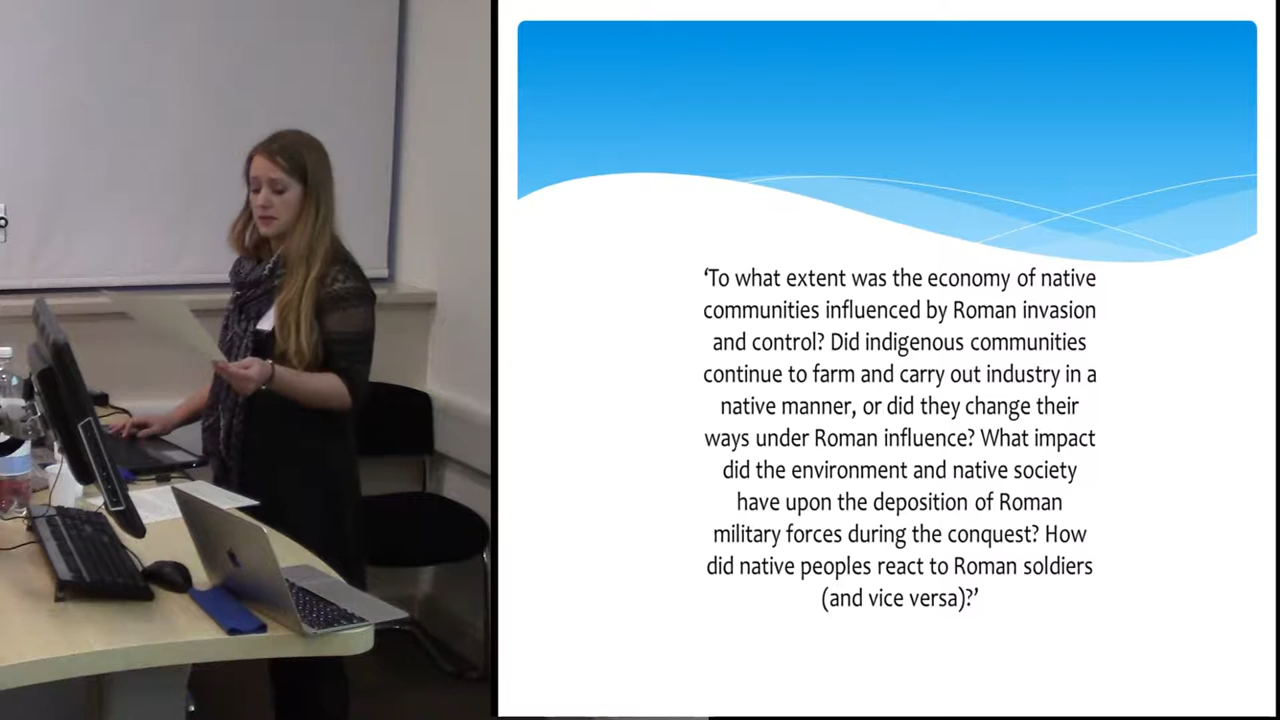 ‘To what extent was the economy of native
communities influenced by Roman invasion
and control? Did indigenous communities
continue to farm and carry out industry in a
native manner, or did they change their
ways under Roman influence? What impact
did the environment and native society
have upon the deposition of Roman
military forces during the conquest? How
did native peoples react to Roman soldiers
(and vice versa)?’